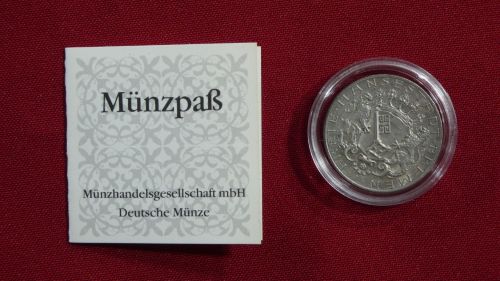 Münzpaß
Münzhandelsgesellschaft mbH
Deutsche Münze